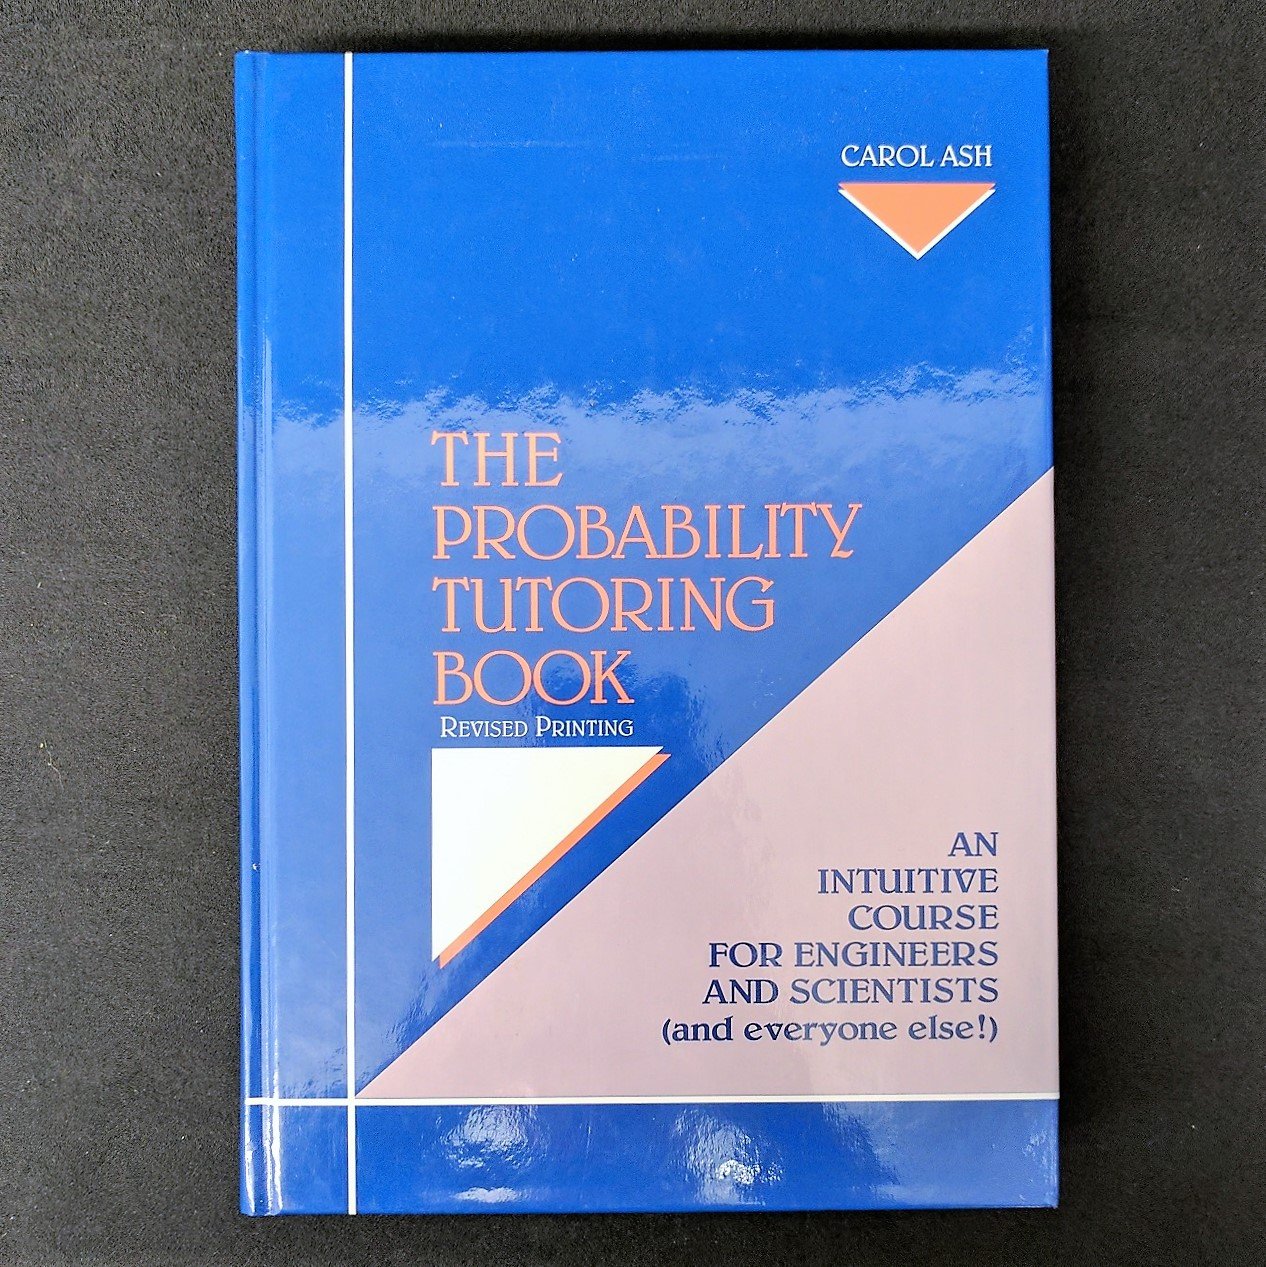 CAROL ASH
THE
PROBABILITY
TUTORING
BOOK
REVISED PRINTING
AN
INTUITIVE
COURSE
FOR ENGINEERS
AND SCIENTISTS
(and everyone else!)